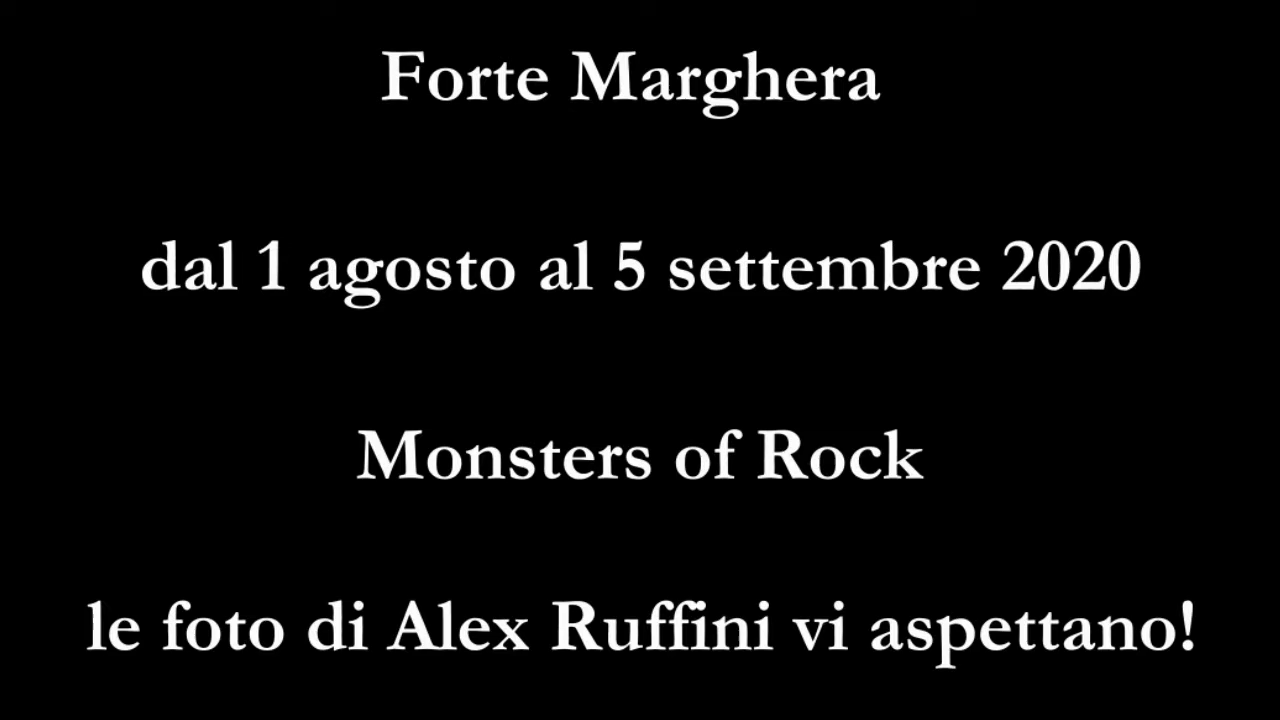 Forte Marghera
dal 1 agosto al 5 settembre 2020
Monsters of Rock
le foto di Alex Ruffini vi aspettano!